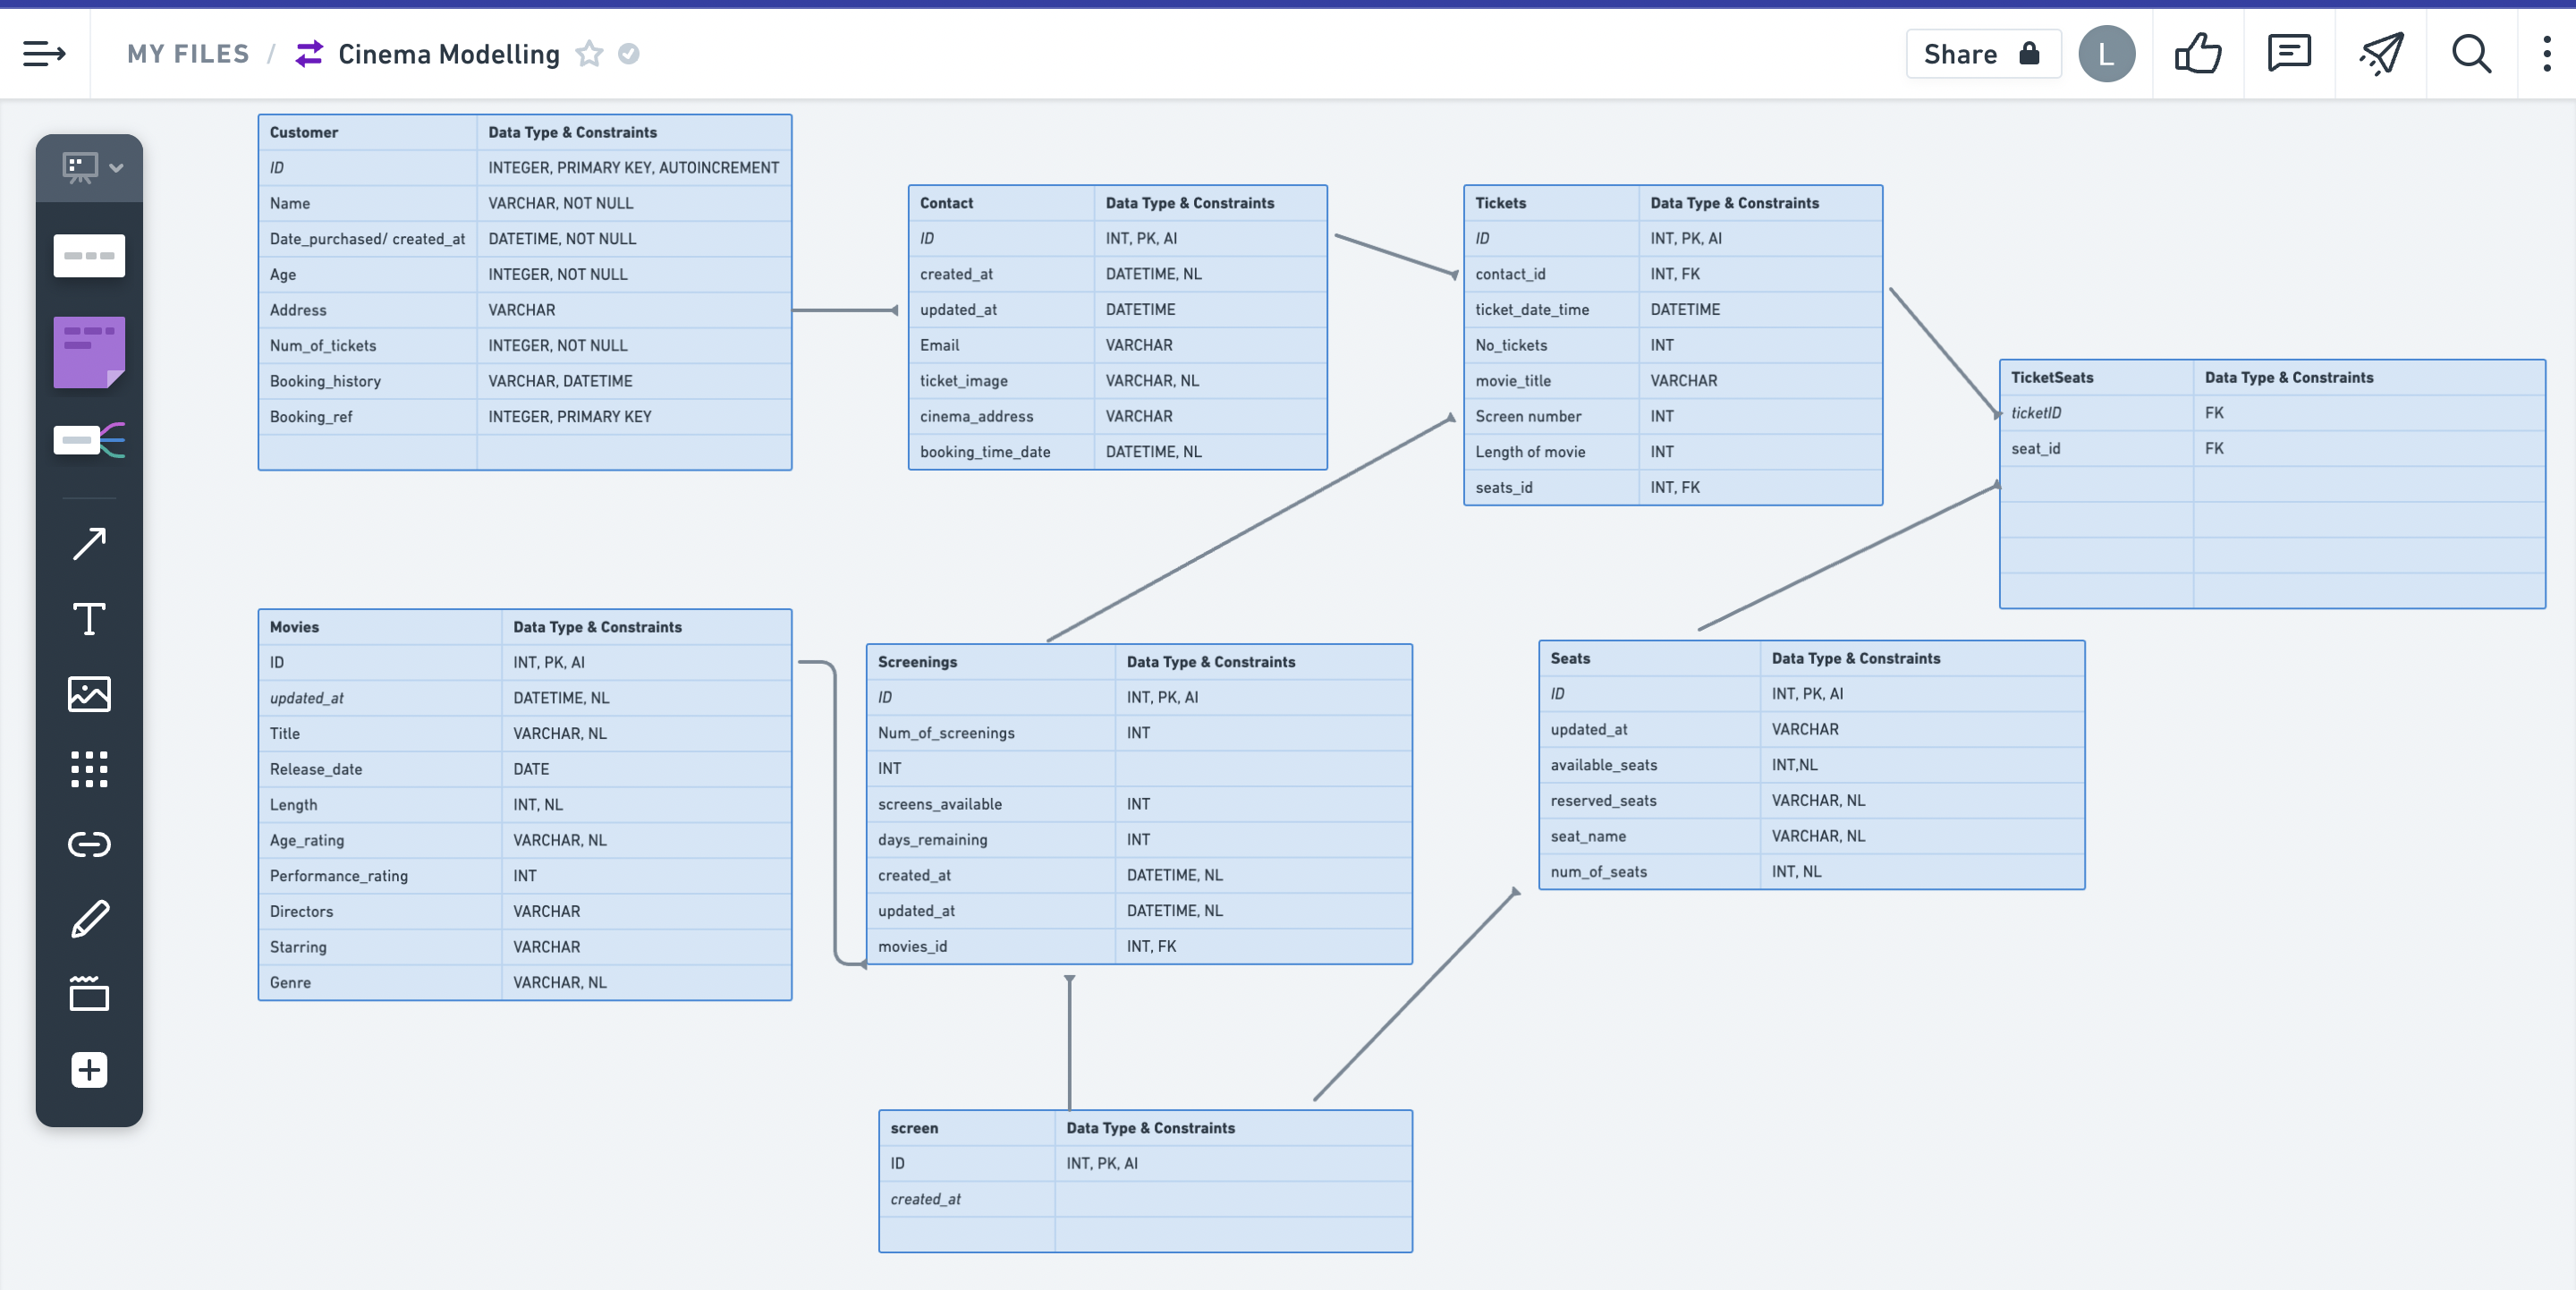 MY FILES / Cinema Modelling
Share
L
Customer Data Type & Constraints
ID INTEGER, PRIMARY KEY, AUTOINCREMENT
Name VARCHAR, NOT NULL
Date_purchased/ created_at DATETIME, NOT NULL
Age INTEGER, NOT NULL
Address VARCHAR
Num_of_tickets INTEGER, NOT NULL
Booking_history VARCHAR, DATETIME
Booking_ref INTEGER, PRIMARY KEY
Contact Data Type & Constraints
ID INT, PK, AI
created_at DATETIME, NL
updated_at DATETIME
Email VARCHAR
ticket_image VARCHAR, NL
cinema_address VARCHAR
booking_time_date DATETIME, NL
Tickets Data Type & Constraints
ID INT, PK, AI
contact_id INT, FK
ticket_date_time DATETIME
No_tickets INT
movie_title VARCHAR
Screen number INT
Length of movie INT
seats_id INT, FK
TicketSeats Data Type & Constraints
ticketID FK
seat_id FK
Movies Data Type & Constraints
ID INT, PK, AI
updated_at DATETIME, NL
Title VARCHAR, NL
Release_date DATE
Length INT, NL
Age_rating VARCHAR, NL
Performance_rating INT
Directors VARCHAR
Starring VARCHAR
Genre VARCHAR, NL
Screenings Data Type & Constraints
ID INT, PK, AI
Num_of_screenings INT
INT
screens_available INT
days_remaining INT
created_at DATETIME, NL
updated_at DATETIME, NL
movies_id INT, FK
Seats Data Type & Constraints
ID INT, PK, AI
updated_at VARCHAR
available_seats INT,NL
reserved_seats VARCHAR, NL
seat_name VARCHAR, NL
num_of_seats INT, NL
screen Data Type & Constraints
ID INT, PK, AI
created_at